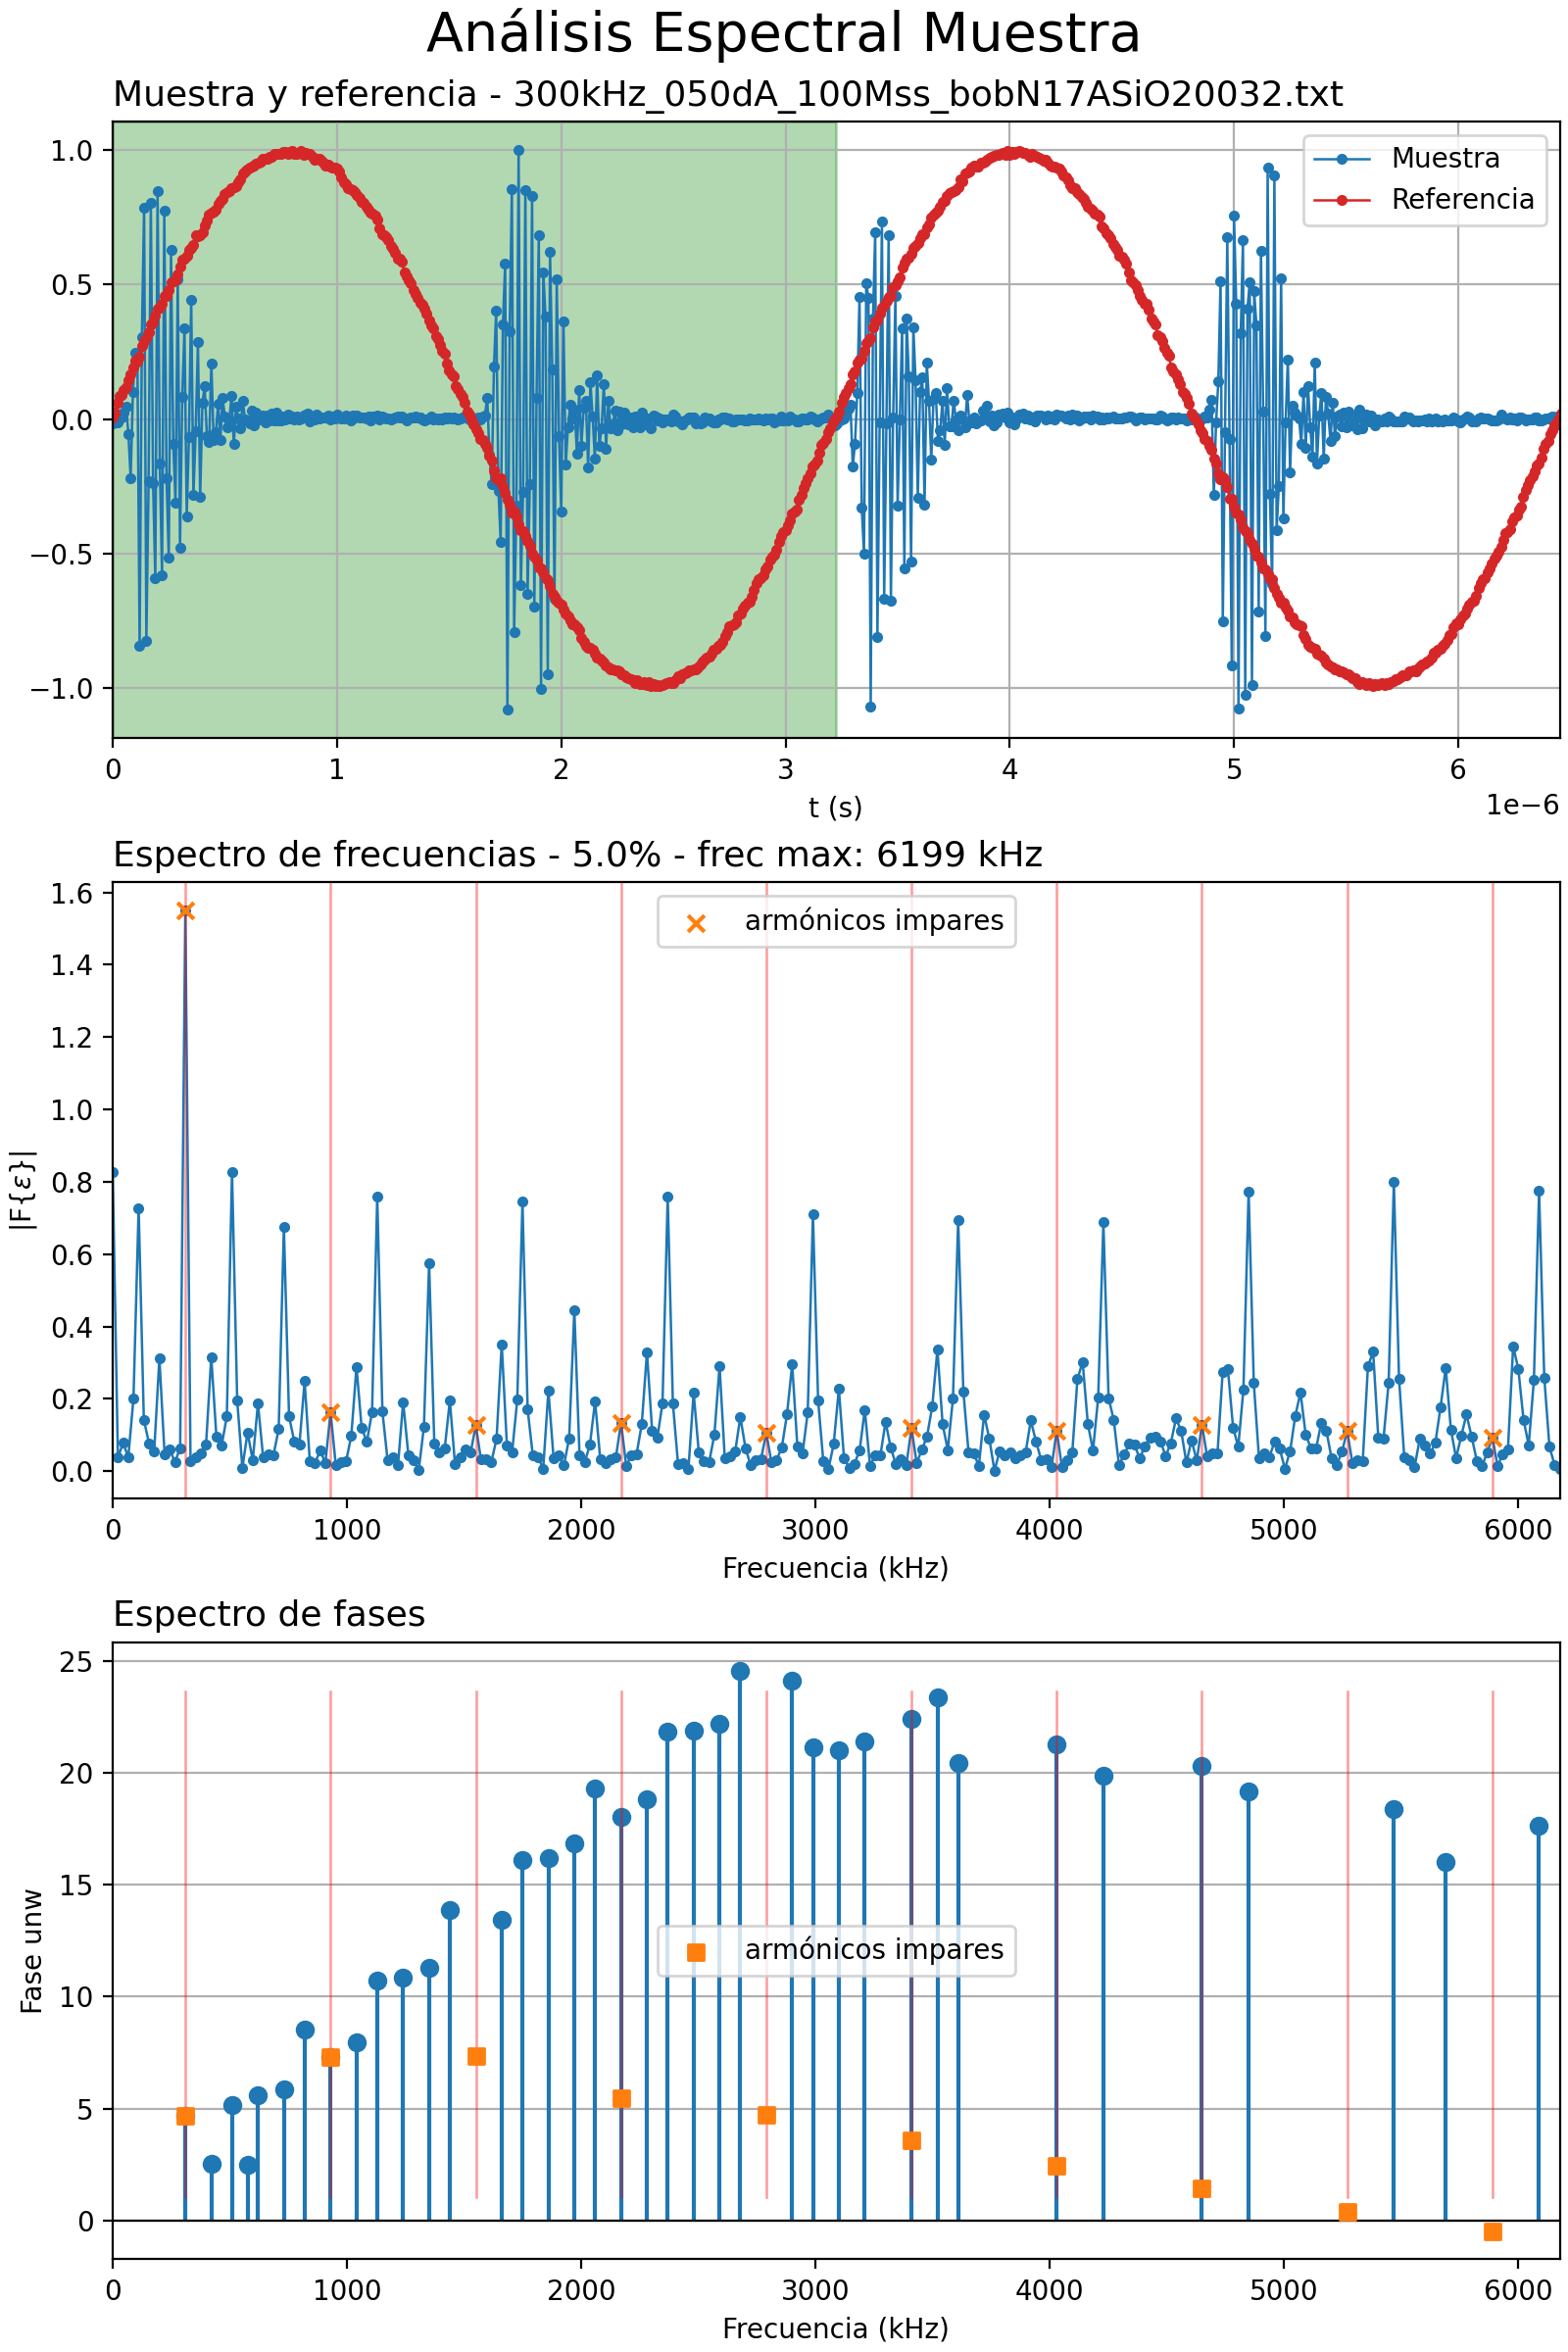 Análisis Espectral Muestra
Muestra y referencia - 300kHz_050dA_100Mss_bobN17ASiO20032.txt
Muestra
Referencia
1.0
0.5
0.0
−0.5
−1.0
0 1 2 3 4 5 6
1e−6
t (s)
Espectro de frecuencias - 5.0% - frec max: 6199 kHz
armónicos impares
1.6
1.4
1.2
1.0
0.8
0.6
0.4
0.2
0.0
|F{ε}|
0 1000 2000 3000 4000 5000 6000
Frecuencia (kHz)
Espectro de fases
25
20
15
10
5
0
Fase unw
armónicos impares
0 1000 2000 3000 4000 5000 6000
Frecuencia (kHz)